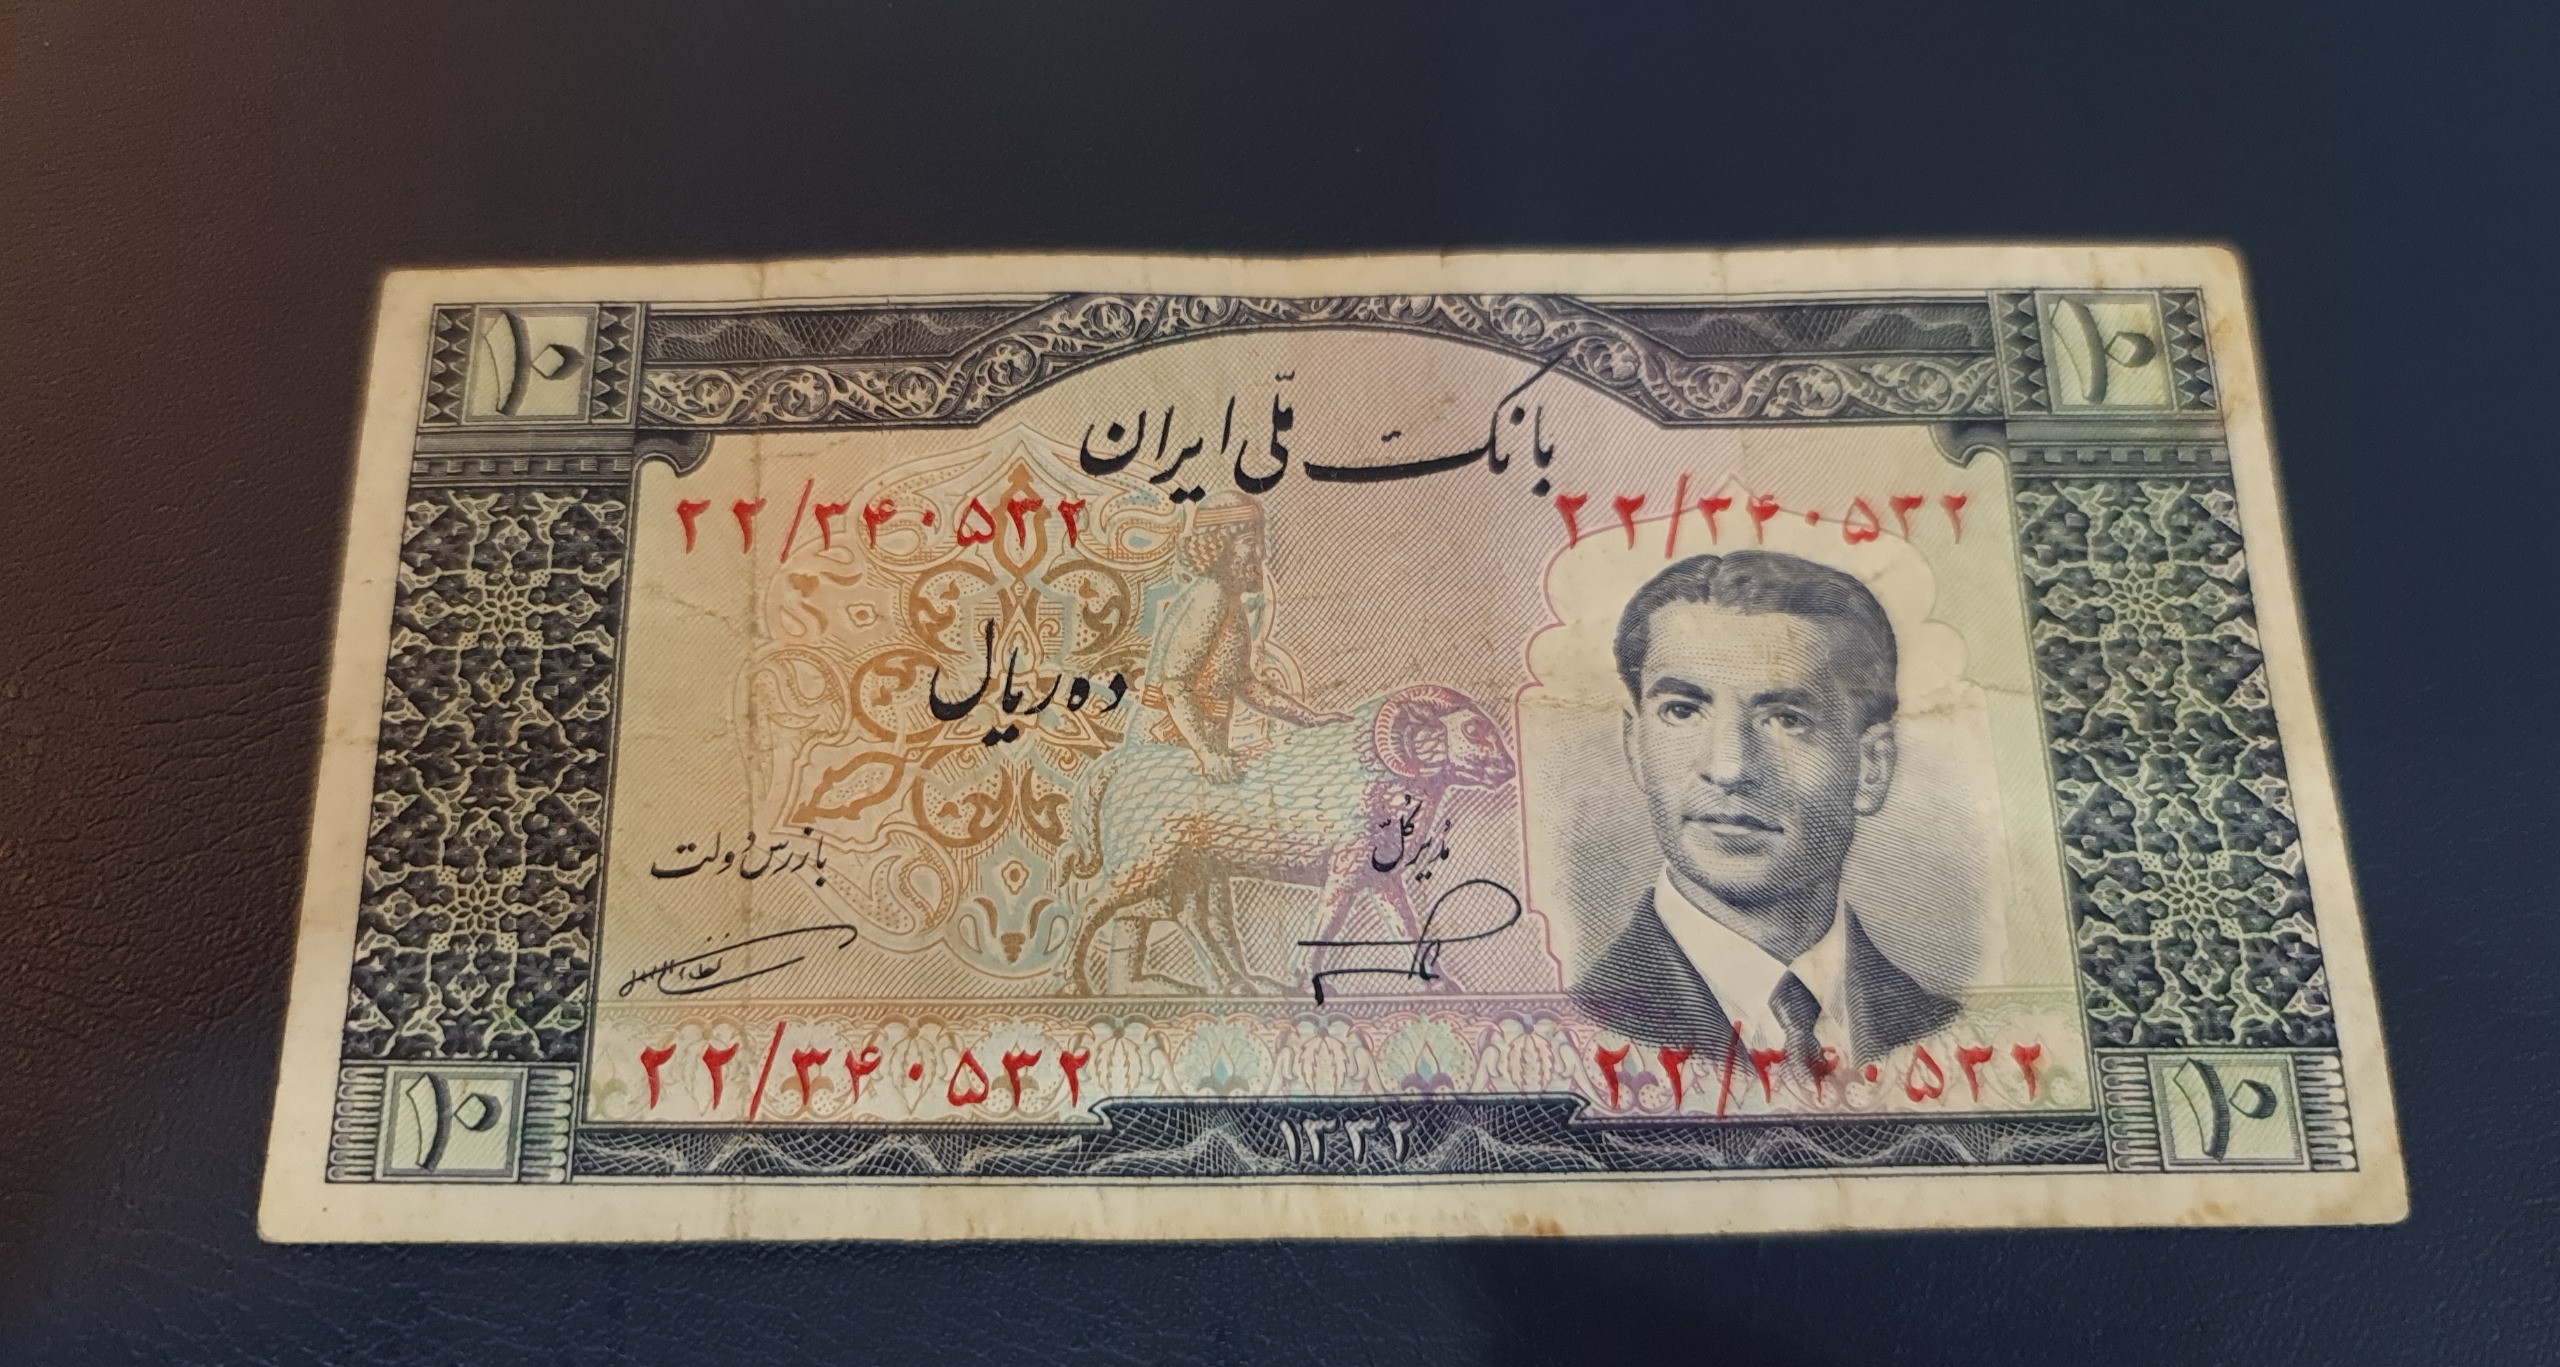 ۱۰
۱۰
بانک ملّی ایران
۲۲/۳۴۰۵۳۲
۲۲/۳۴۰۵۳۲
ده ریال
مدیر کلّ
بازرس دولت
۲۲/۳۴۰۵۳۲
۲۲/۳۴۰۵۳۲
۱۳۳۲
۱۰
۱۰